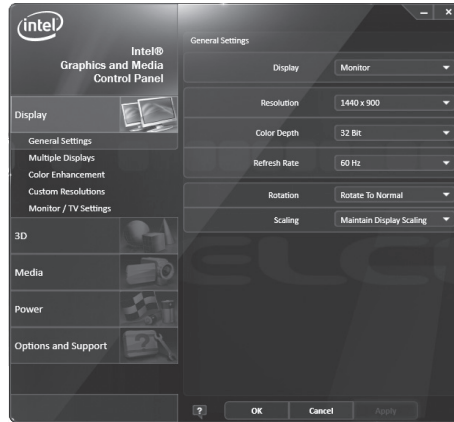 intel
Intel®
Graphics and Media
Control Panel
Display
General Settings
Multiple Displays
Color Enhancement
Custom Resolutions
Monitor / TV Settings
3D
Media
Power
Options and Support
General Settings
Display Monitor
Resolution 1440 x 900
Color Depth 32 Bit
Refresh Rate 60 Hz
Rotation Rotate To Normal
Scaling Maintain Display Scaling
? OK Cancel Apply